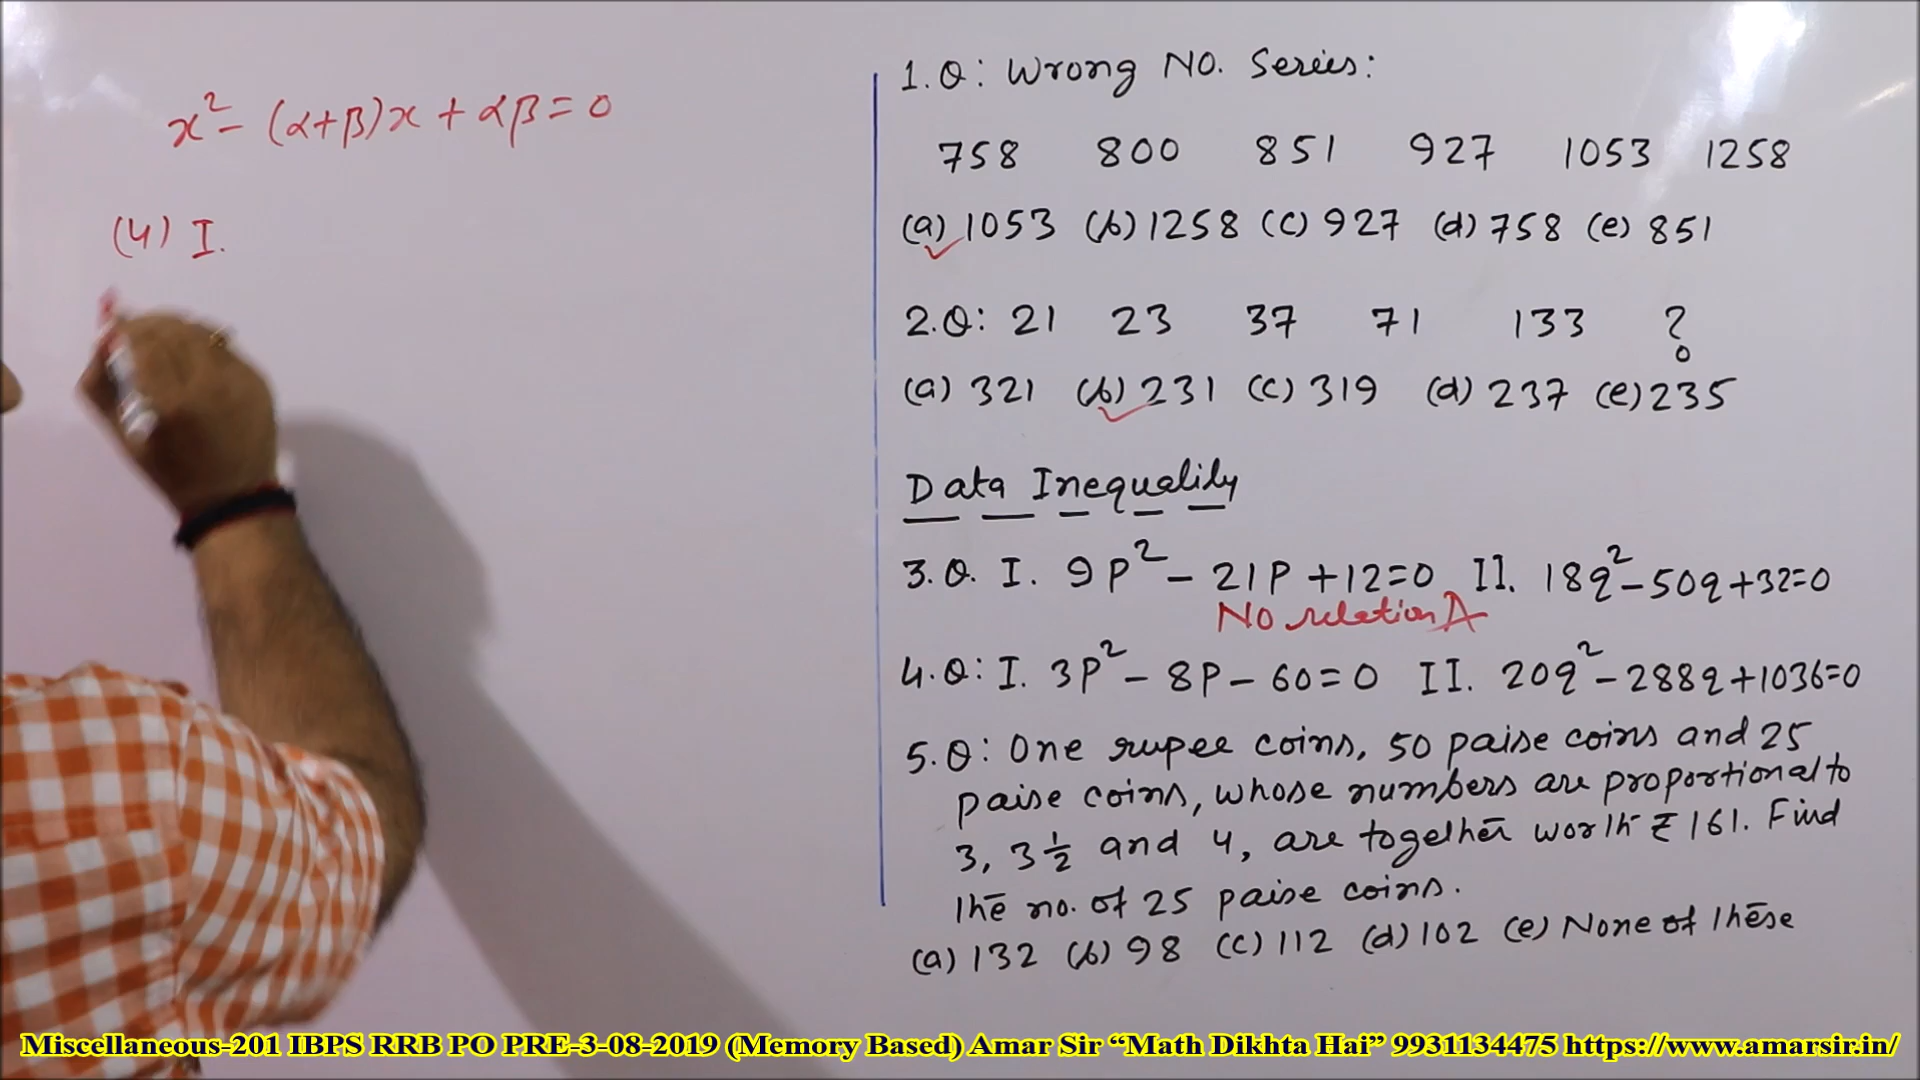 x² - (α+β)x + αβ = 0
(4) I.
1.Q: Wrong NO. Series:
758 800 851 927 1053 1258
(a) 1053 (b) 1258 (c) 927 (d) 758 (e) 851
2.Q: 21 23 37 71 133 ?
(a) 321 (b) 231 (c) 319 (d) 237 (e) 235
Data Inequality
3.Q. I. 9p² - 21p + 12 = 0 II. 18q² - 50q + 32 = 0
No relation A
4.Q: I. 3p² - 8p - 60 = 0 II. 20q² - 288q + 1036 = 0
5.Q: One rupee coins, 50 paise coins and 25
paise coins, whose numbers are proportional to
3, 3 1/2 and 4, are together worth ₹ 161. Find
the no. of 25 paise coins.
(a) 132 (b) 98 (c) 112 (d) 102 (e) None of these
Miscellaneous-201 IBPS RRB PO PRE-3-08-2019 (Memory Based) Amar Sir “Math Dikhta Hai” 9931134475 https://www.amarsir.in/